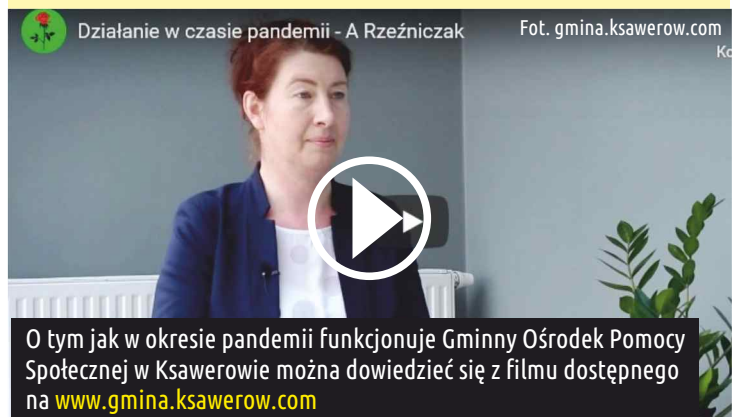 Działanie w czasie pandemii - A Rzeźniczak
Fot. gmina.ksawerow.com
O tym jak w okresie pandemii funkcjonuje Gminny Ośrodek Pomocy
Społecznej w Ksawerowie można dowiedzieć się z filmu dostępnego
na www.gmina.ksawerow.com